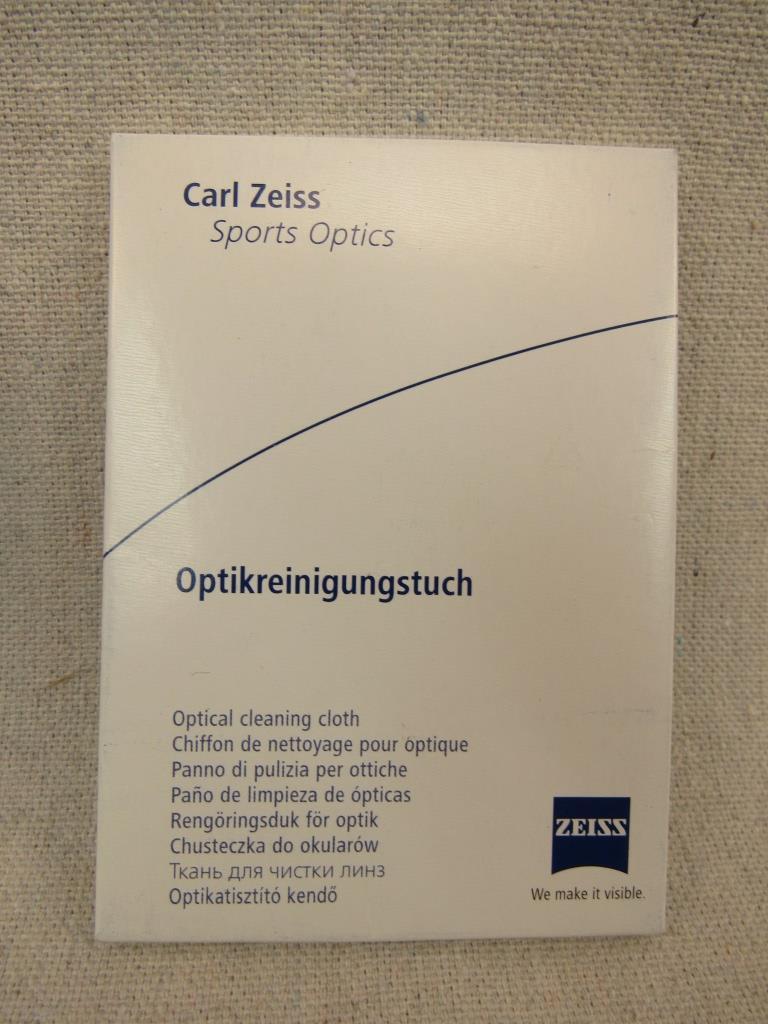 Carl Zeiss
Sports Optics
Optikreinigungstuch
Optical cleaning cloth
Chiffon de nettoyage pour óptique
Panno di pulizia per ottiche
Paño de limpieza de ópticas
Rengöringsduk för optik
Chusteczka do okularów
Ткань для чистки линз
Optikatisztító kendő
ZEISS
We make it visible.